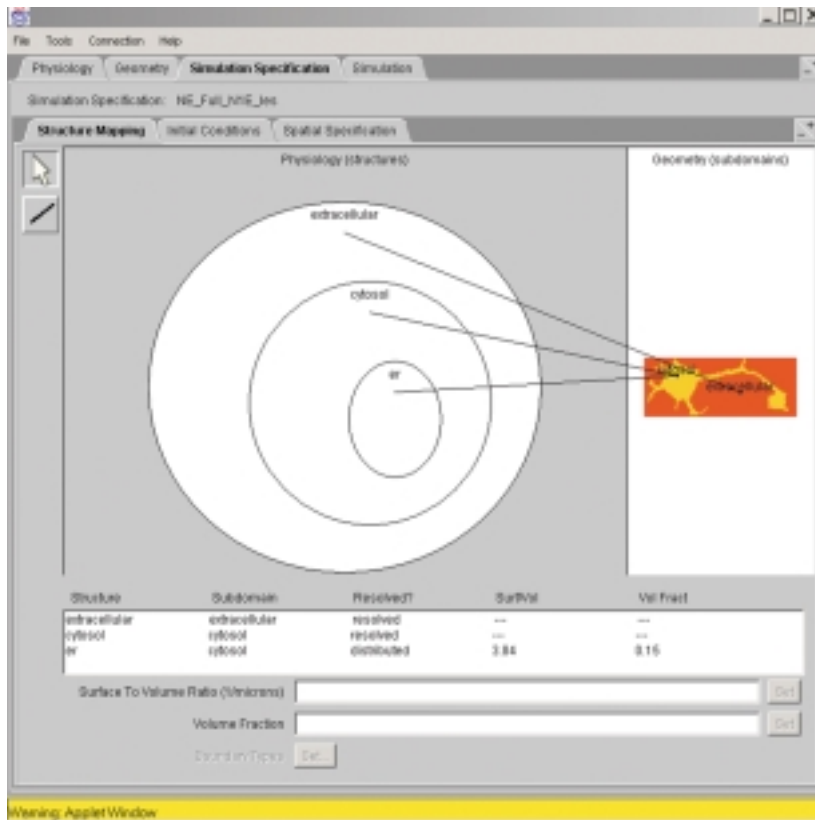 File Tools Connection Help
Physiology Geometry Simulation Specification Simulation
Simulation Specification:
Structure Mapping Initial Conditions Spatial Specification
Physiology (structures) Geometry (subdomains)
extracellular
cytosol
er
extracellular
Structure Subdomain Resolved? Surf/Vol Vol Fract
extracellular extracellular resolved --- ---
cytosol cytosol resolved --- ---
er cytosol distributed 3.84 0.15
Surface To Volume Ratio (1/microns) Set
Volume Fraction Set
Boundary Types Set...
Warning: Applet Window